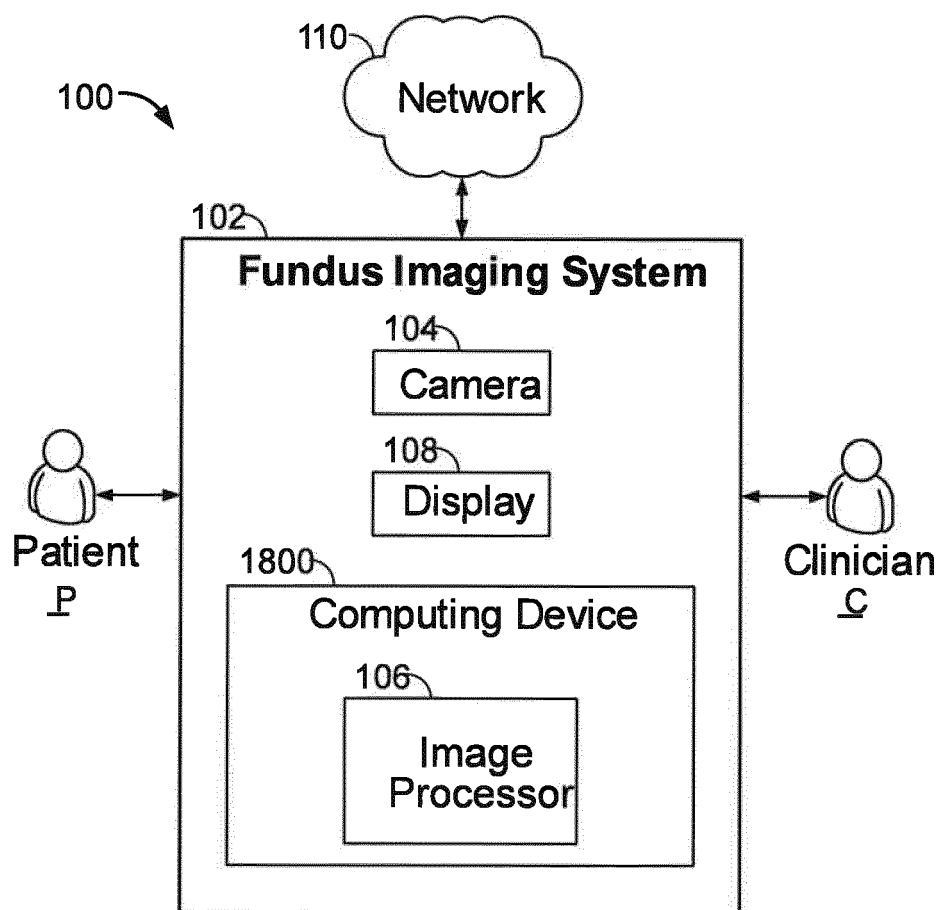 110
Network
100
102
Fundus Imaging System
104
Camera
108
Display
Patient
P
Clinician
C
1800
Computing Device
106
Image
Processor